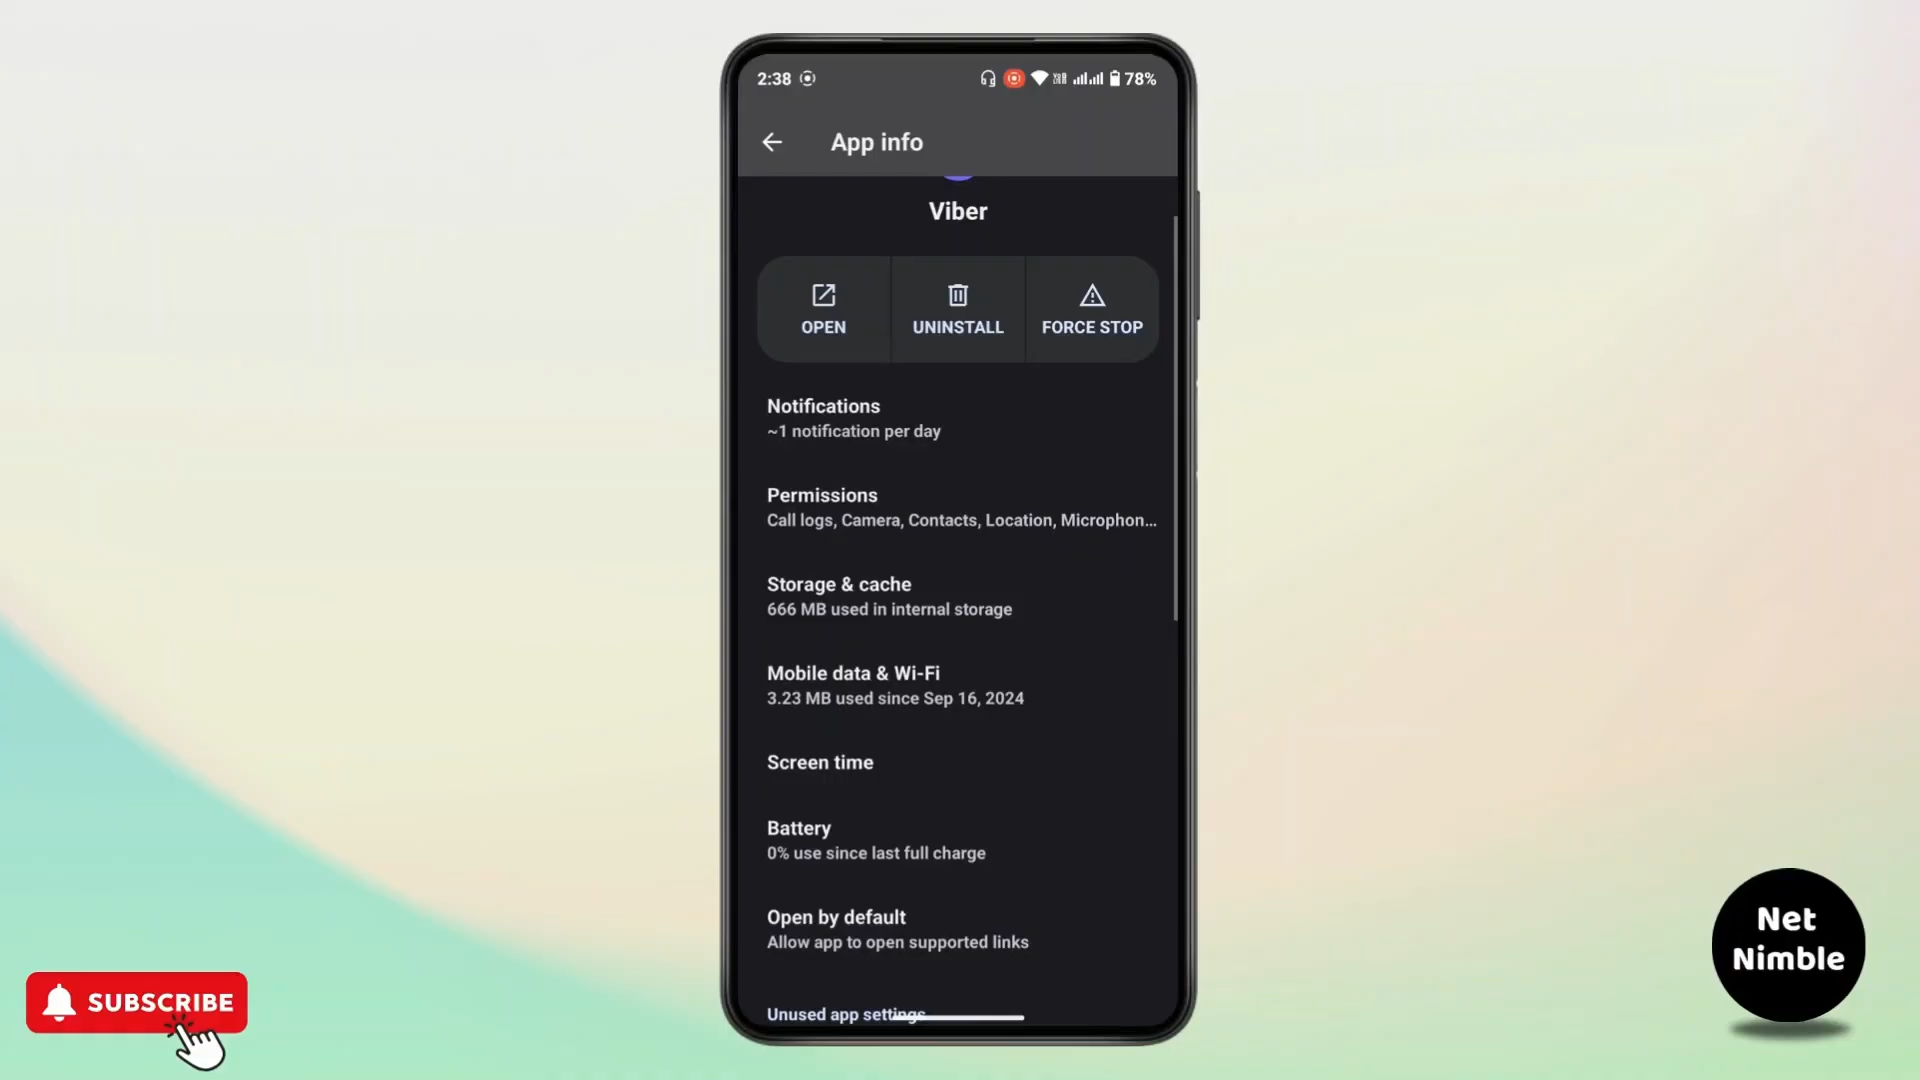 2:38
78%
App info
Viber
OPEN
UNINSTALL
FORCE STOP
Notifications
~1 notification per day
Permissions
Call logs, Camera, Contacts, Location, Microphon...
Storage & cache
666 MB used in internal storage
Mobile data & Wi-Fi
3.23 MB used since Sep 16, 2024
Screen time
Battery
0% use since last full charge
Open by default
Allow app to open supported links
Unused app settings
SUBSCRIBE
Net
Nimble